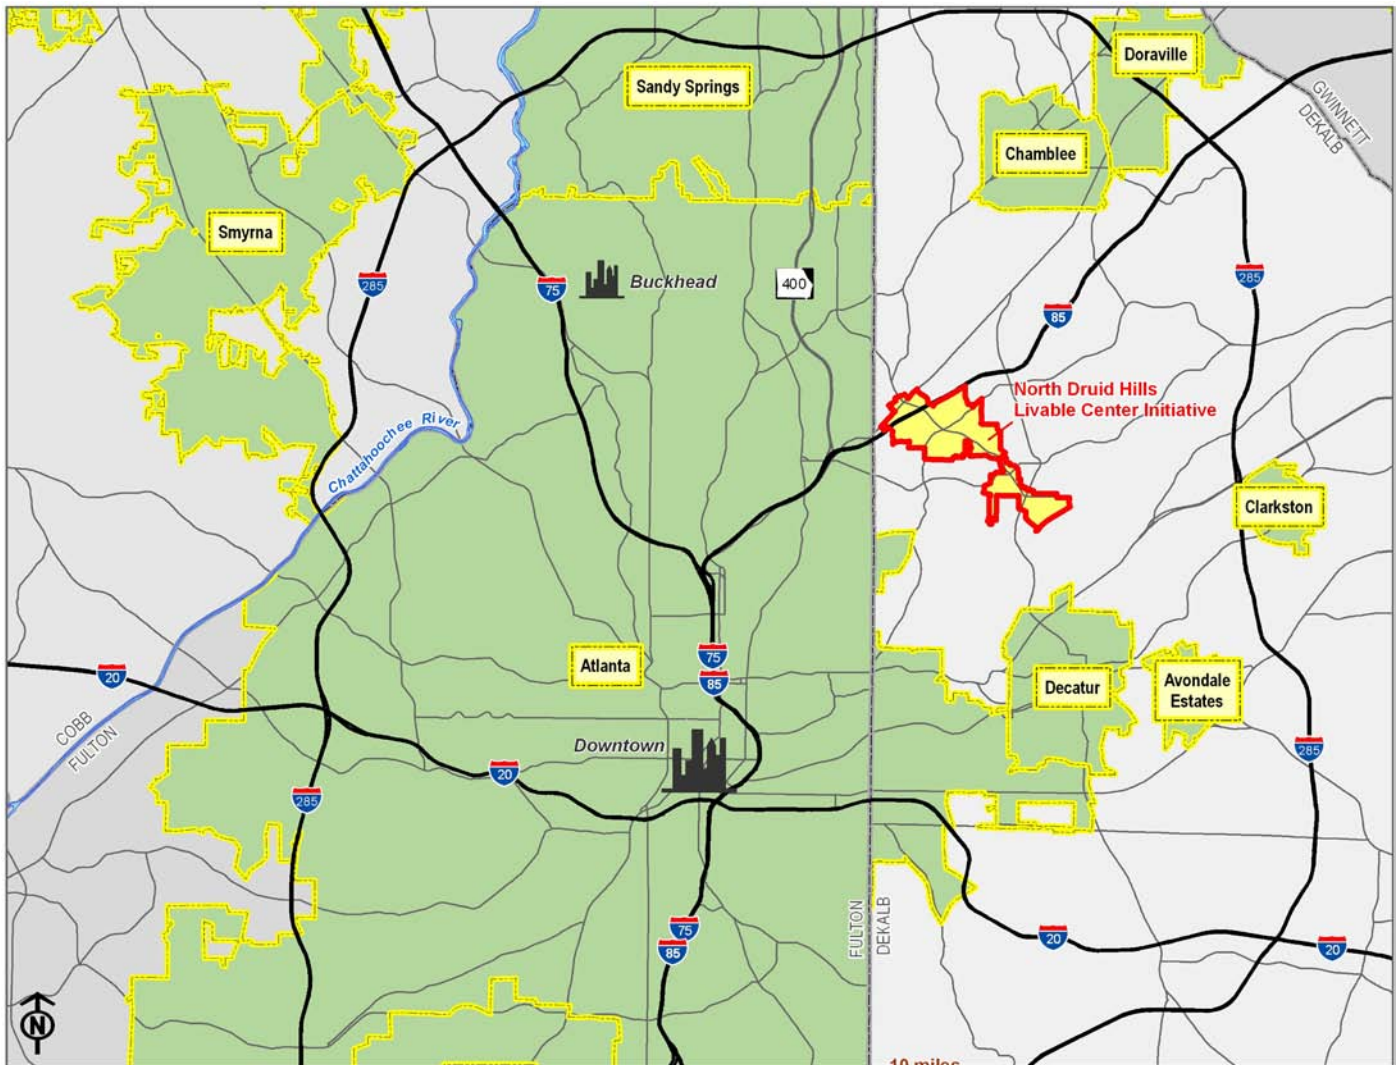 Doraville
Sandy Springs
GWINNETT
DEKALB
Chamblee
Smyrna
285
75
Buckhead
400
285
85
North Druid Hills
Livable Center Initiative
Chattahoochee River
Clarkston
Atlanta
75
85
20
Decatur
Avondale
Estates
COBB
FULTON
Downtown
20
285
285
FULTON
DEKALB
75
85
20
20
N